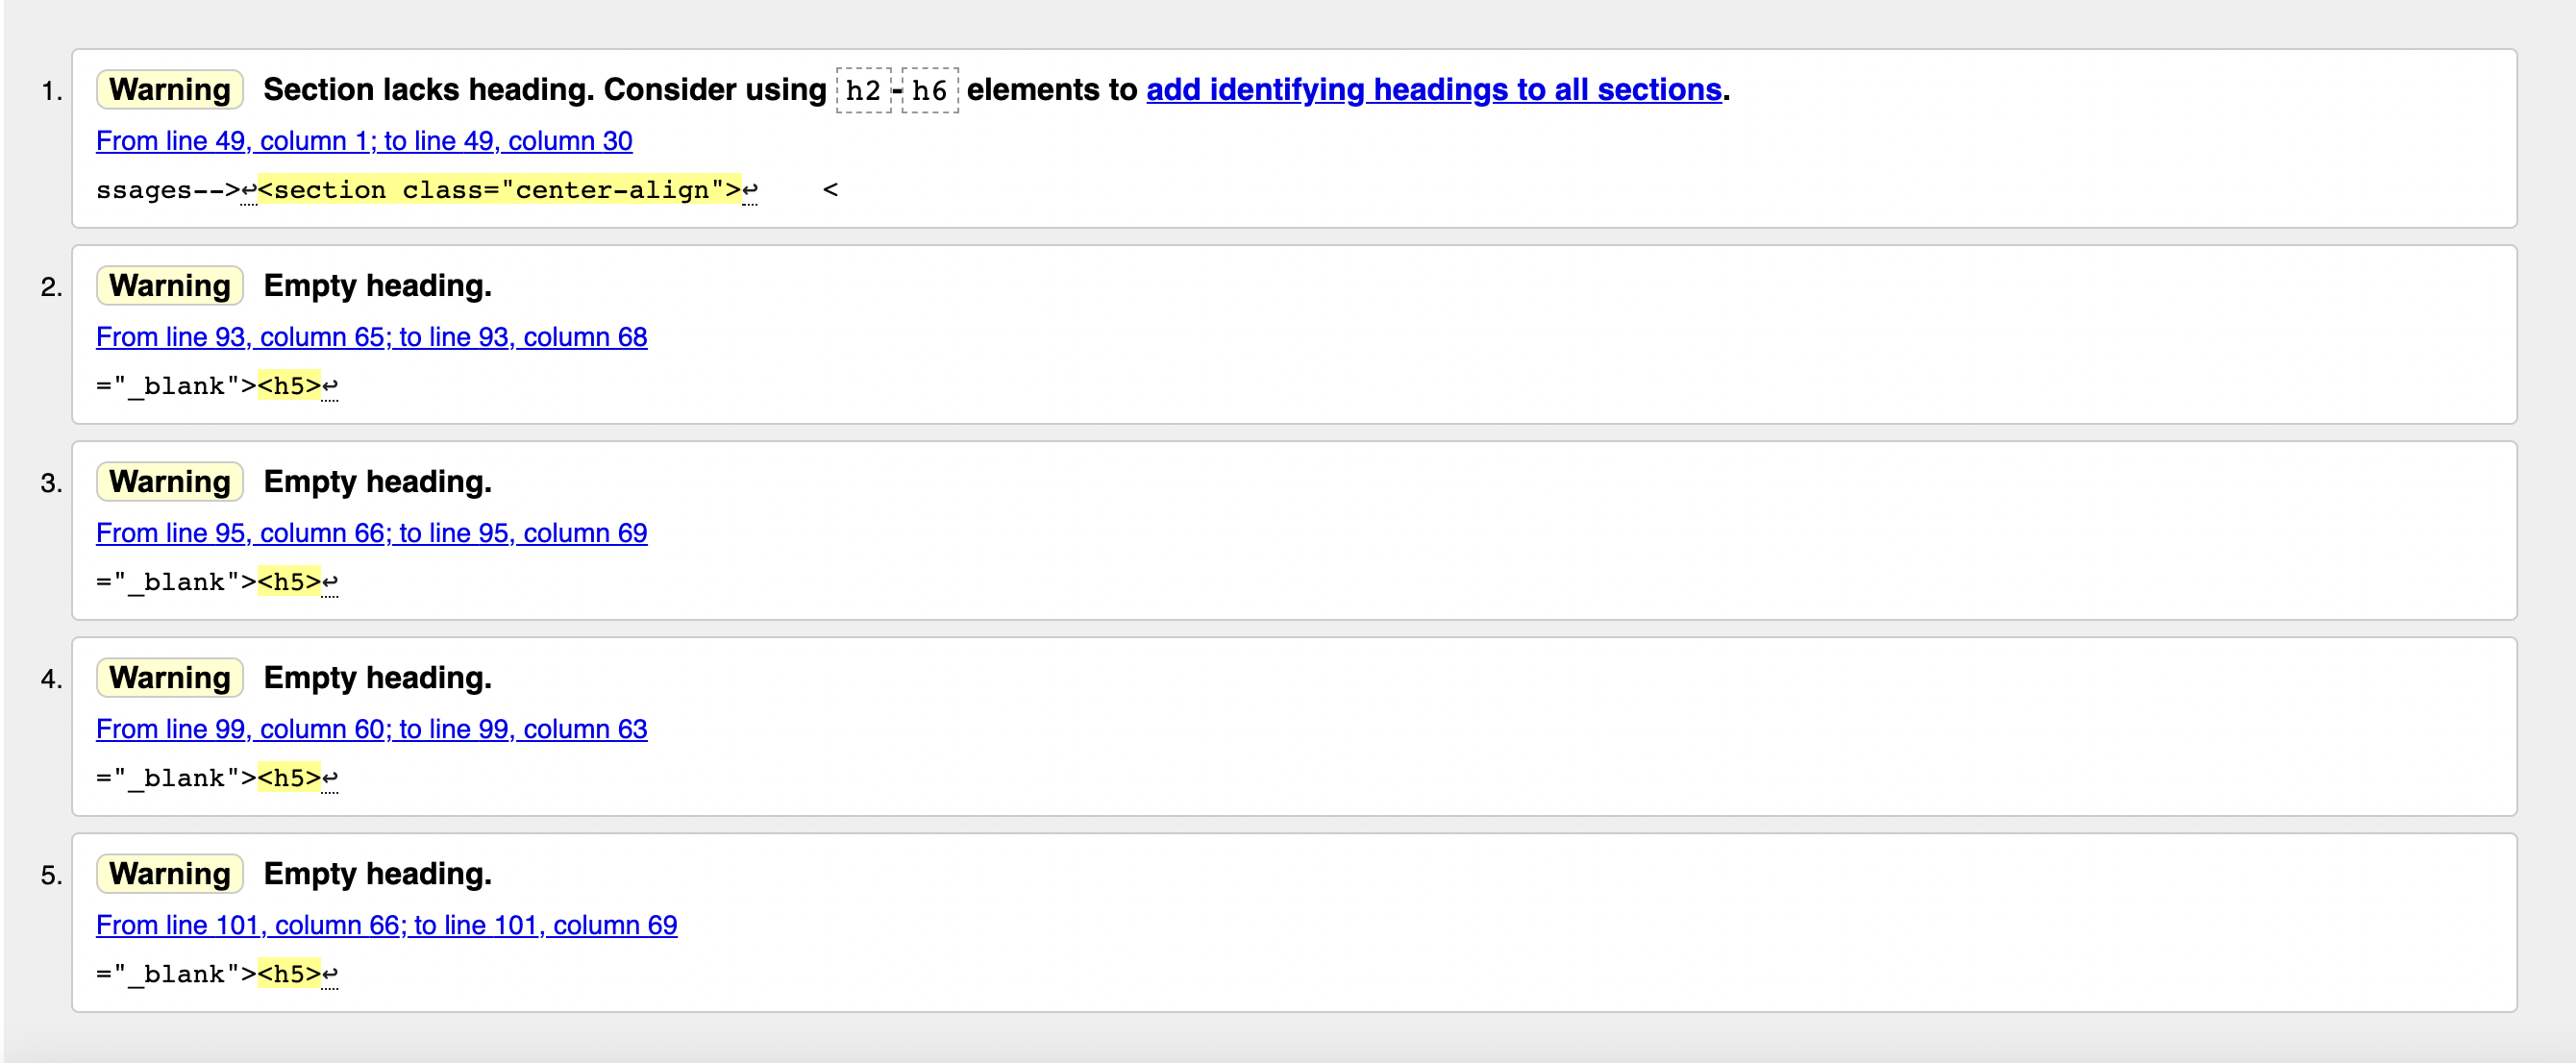 1. Warning Section lacks heading. Consider using h2-h6 elements to add identifying headings to all sections.
From line 49, column 1; to line 49, column 30
ssages-->↩<section class="center-align">↩    <
2. Warning Empty heading.
From line 93, column 65; to line 93, column 68
="_blank"><h5>↩
3. Warning Empty heading.
From line 95, column 66; to line 95, column 69
="_blank"><h5>↩
4. Warning Empty heading.
From line 99, column 60; to line 99, column 63
="_blank"><h5>↩
5. Warning Empty heading.
From line 101, column 66; to line 101, column 69
="_blank"><h5>↩